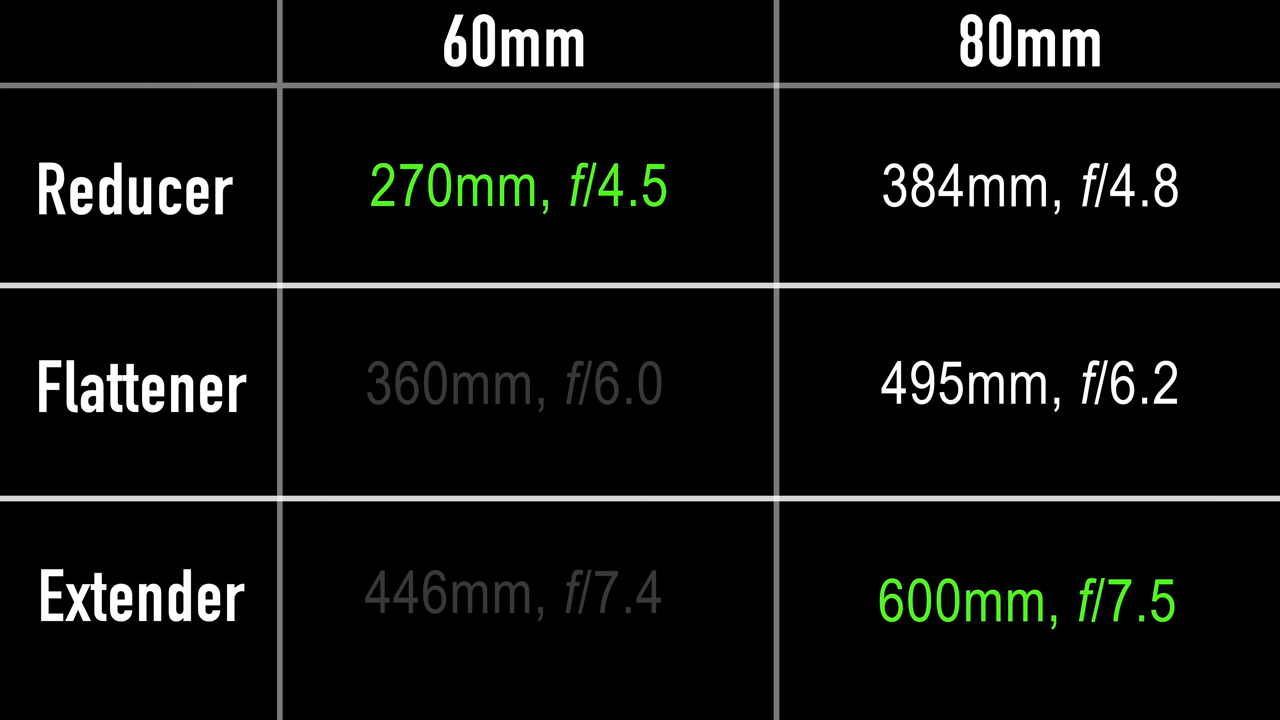 60mm 80mm
Reducer 270mm, f/4.5 384mm, f/4.8
Flattener 360mm, f/6.0 495mm, f/6.2
Extender 446mm, f/7.4 600mm, f/7.5